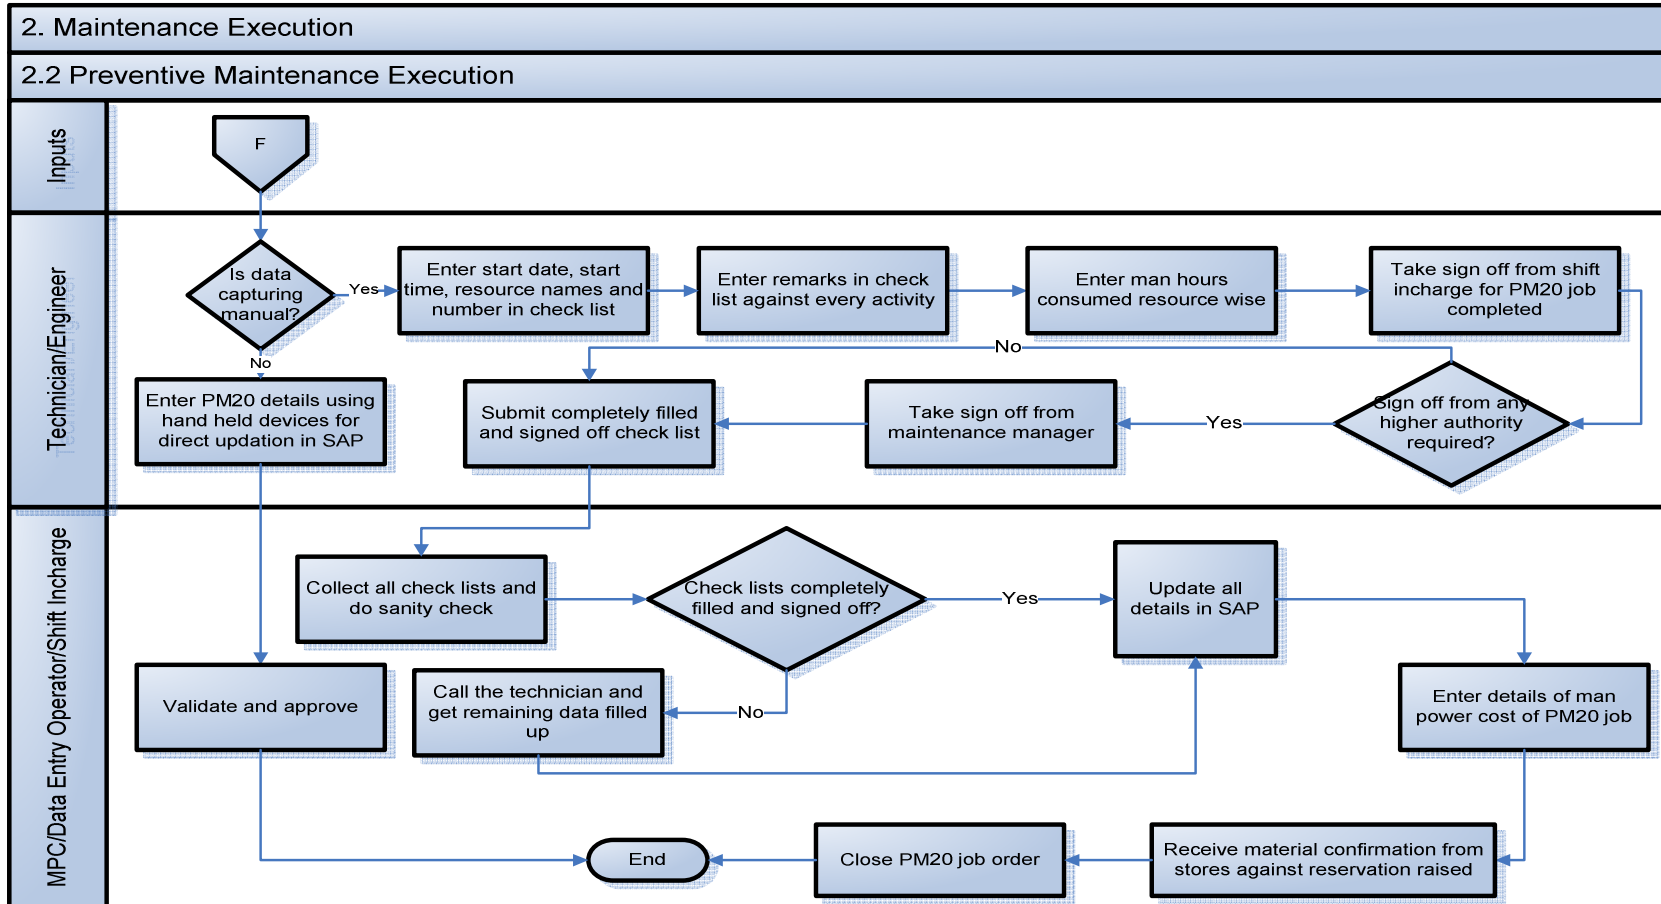 2. Maintenance Execution
2.2 Preventive Maintenance Execution
Inputs
F
Technician/Engineer
Is data
capturing
manual?
Yes
Enter start date, start
time, resource names and
number in check list
Enter remarks in check
list against every activity
Enter man hours
consumed resource wise
Take sign off from shift
incharge for PM20 job
completed
No
No
Enter PM20 details using
hand held devices for
direct updation in SAP
Submit completely filled
and signed off check list
Take sign off from
maintenance manager
Yes
Sign off from any
higher authority
required?
MPC/Data Entry Operator/Shift Incharge
Collect all check lists and
do sanity check
Check lists completely
filled and signed off?
Yes
Update all
details in SAP
Validate and approve
Call the technician and
get remaining data filled
up
No
Enter details of man
power cost of PM20 job
End
Close PM20 job order
Receive material confirmation from
stores against reservation raised